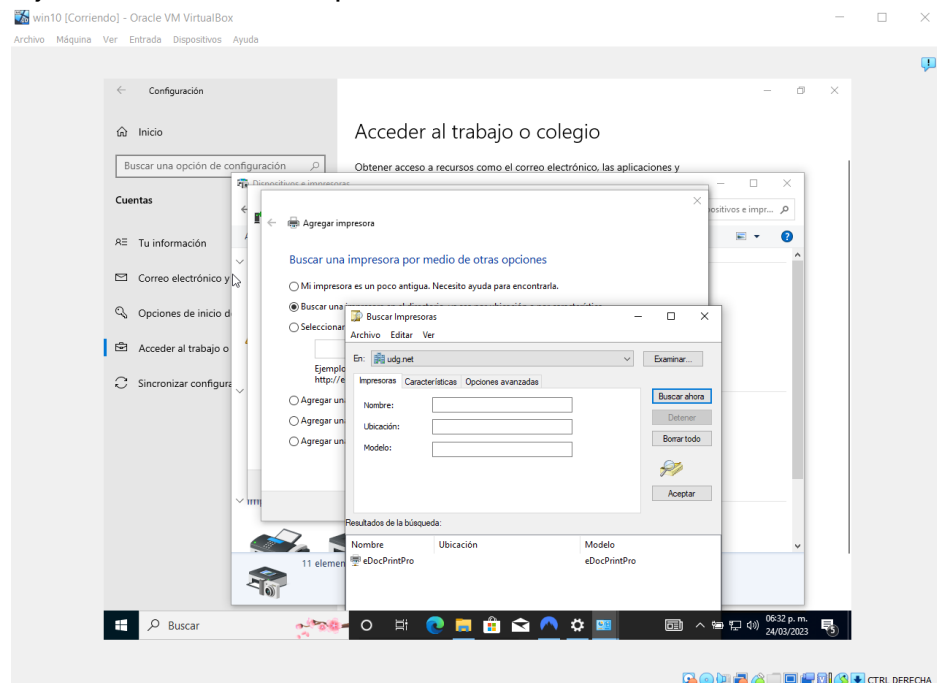 win10 [Corriendo] - Oracle VM VirtualBox
Archivo Máquina Ver Entrada Dispositivos Ayuda
Configuración
Inicio
Buscar una opción de configuración
Cuentas
Tu información
Correo electrónico y
Opciones de inicio d
Acceder al trabajo o
Sincronizar configura
Acceder al trabajo o colegio
Obtener acceso a recursos como el correo electrónico, las aplicaciones y
Dispositivos e impresoras
ositivos e impr...
Agregar impresora
Buscar una impresora por medio de otras opciones
Mi impresora es un poco antigua. Necesito ayuda para encontrarla.
Buscar una
Seleccionar
Ejemplo
http://e
Agregar un
Agregar un
Agregar un
Buscar Impresoras
Archivo Editar Ver
En: udg.net Examinar...
Impresoras Características Opciones avanzadas
Nombre:
Ubicación:
Modelo:
Buscar ahora
Detener
Borrar todo
Aceptar
Resultados de la búsqueda:
Nombre Ubicación Modelo
eDocPrintPro eDocPrintPro
11 elemen
Buscar
06:32 p. m.
24/03/2023
5
CTRL DERECHA